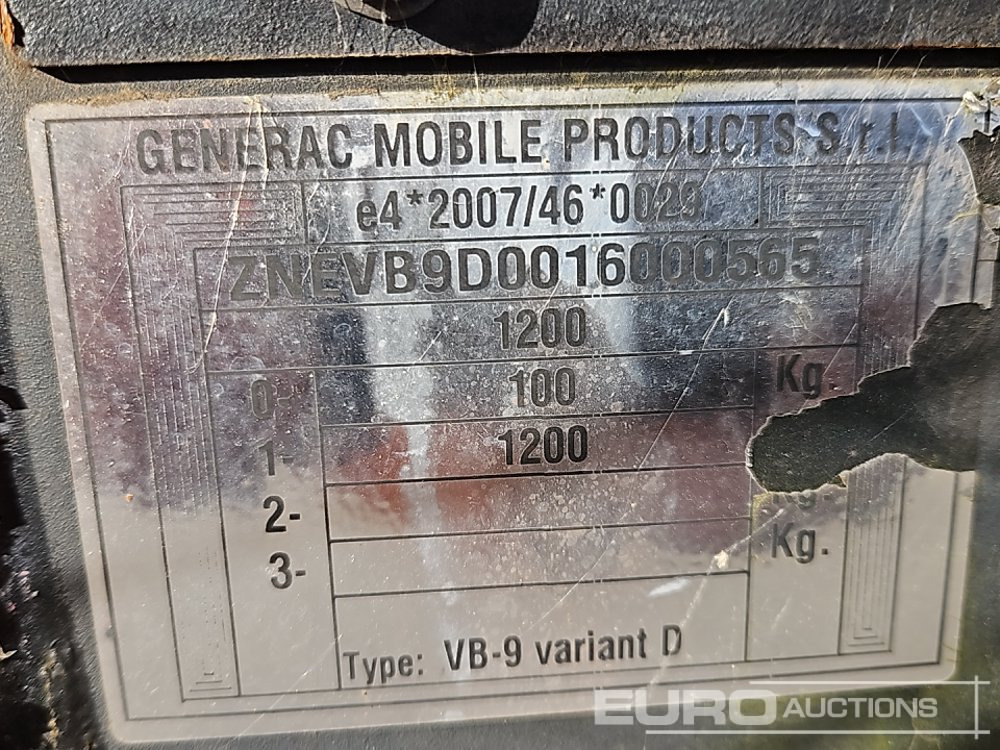 GENERAC MOBILE PRODUCTS S.r.l.
e4*2007/46*0029
ZNEVB9D0016000565
1200
0- 100 Kg.
1- 1200
2-
3- Kg.
Type: VB-9 variant D
EURO AUCTIONS